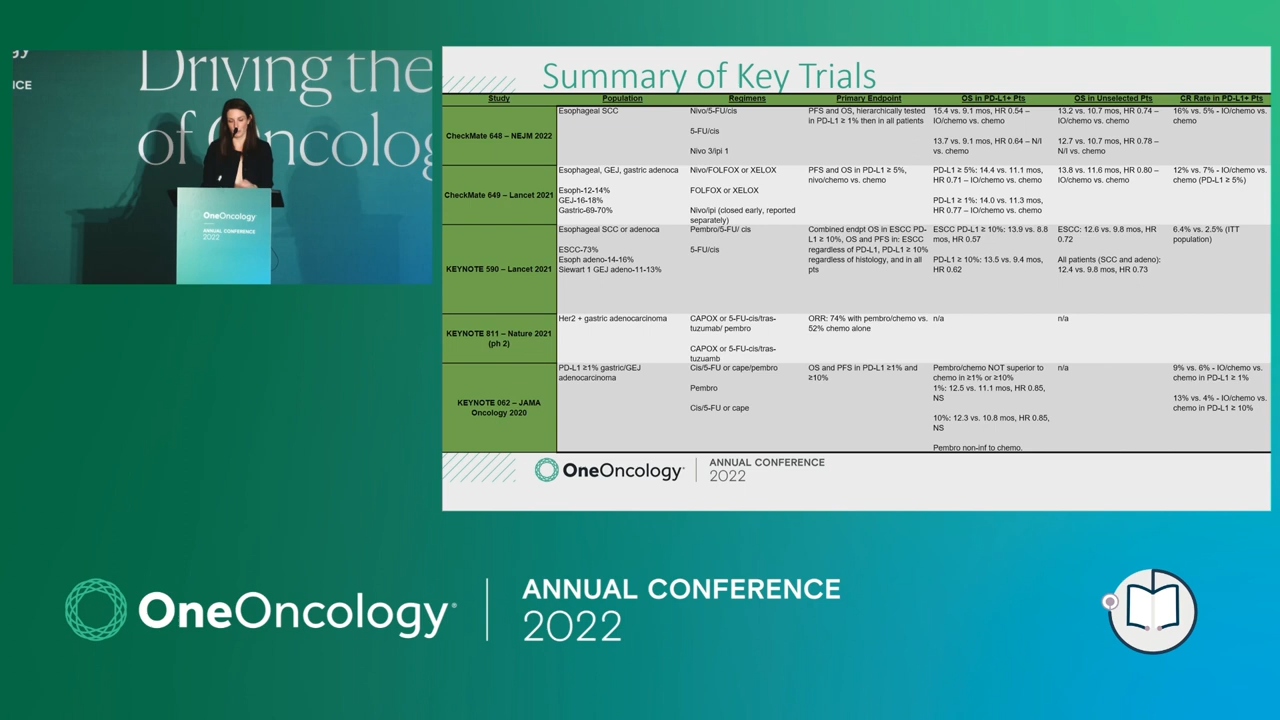 gy
NCE
Driving the
of Oncolog
OneOncology
ANNUAL CONFERENCE
2022
Summary of Key Trials
Study Population Regimens Primary Endpoint OS in PD-L1+ Pts OS in Unselected Pts CR Rate in PD-L1+ Pts
CheckMate 648 – NEJM 2022
Esophageal SCC
Nivo/5-FU/cis
5-FU/cis
Nivo 3/ipi 1
PFS and OS, hierarchically tested
in PD-L1 ≥ 1% then in all patients
15.4 vs. 9.1 mos, HR 0.54 –
IO/chemo vs. chemo
13.7 vs. 9.1 mos, HR 0.64 – N/I
vs. chemo
13.2 vs. 10.7 mos, HR 0.74 –
IO/chemo vs. chemo
12.7 vs. 10.7 mos, HR 0.78 –
N/I vs. chemo
16% vs. 5% - IO/chemo vs.
chemo
CheckMate 649 – Lancet 2021
Esophageal, GEJ, gastric adenoca
Esoph-12-14%
GEJ-16-18%
Gastric-69-70%
Nivo/FOLFOX or XELOX
FOLFOX or XELOX
Nivo/ipi (closed early, reported
separately)
PFS and OS in PD-L1 ≥ 5%,
nivo/chemo vs. chemo
PD-L1 ≥ 5%: 14.4 vs. 11.1 mos,
HR 0.71 – IO/chemo vs. chemo
PD-L1 ≥ 1%: 14.0 vs. 11.3 mos,
HR 0.77 – IO/chemo vs. chemo
13.8 vs. 11.6 mos, HR 0.80 –
IO/chemo vs. chemo
12% vs. 7% - IO/chemo vs.
chemo (PD-L1 ≥ 5%)
KEYNOTE 590 – Lancet 2021
Esophageal SCC or adenoca
ESCC-73%
Esoph adeno-14-16%
Siewart 1 GEJ adeno-11-13%
Pembro/5-FU/ cis
5-FU/cis
Combined endpt OS in ESCC PD-
L1 ≥ 10%, OS and PFS in: ESCC
regardless of PD-L1, PD-L1 ≥ 10%
regardless of histology, and in all
pts
ESCC PD-L1 ≥ 10%: 13.9 vs. 8.8
mos, HR 0.57
PD-L1 ≥ 10%: 13.5 vs. 9.4 mos,
HR 0.62
ESCC: 12.6 vs. 9.8 mos, HR
0.72
All patients (SCC and adeno):
12.4 vs. 9.8 mos, HR 0.73
6.4% vs. 2.5% (ITT
population)
KEYNOTE 811 – Nature 2021
(ph 2)
Her2 + gastric adenocarcinoma
CAPOX or 5-FU-cis/tras-
tuzumab/ pembro
CAPOX or 5-FU-cis/tras-
tuzuamb
ORR: 74% with pembro/chemo vs.
52% chemo alone
n/a
n/a
KEYNOTE 062 – JAMA
Oncology 2020
PD-L1 ≥1% gastric/GEJ
adenocarcinoma
Cis/5-FU or cape/pembro
Pembro
Cis/5-FU or cape
OS and PFS in PD-L1 ≥1% and
≥10%
Pembro/chemo NOT superior to
chemo in ≥1% or ≥10%
1%: 12.5 vs. 11.1 mos, HR 0.85,
NS
10%: 12.3 vs. 10.8 mos, HR 0.85,
NS
Pembro non-inf to chemo.
n/a
9% vs. 6% - IO/chemo vs.
chemo in PD-L1 ≥ 1%
13% vs. 4% - IO/chemo vs.
chemo in PD-L1 ≥ 10%
OneOncology
ANNUAL CONFERENCE
2022
OneOncology
ANNUAL CONFERENCE
2022